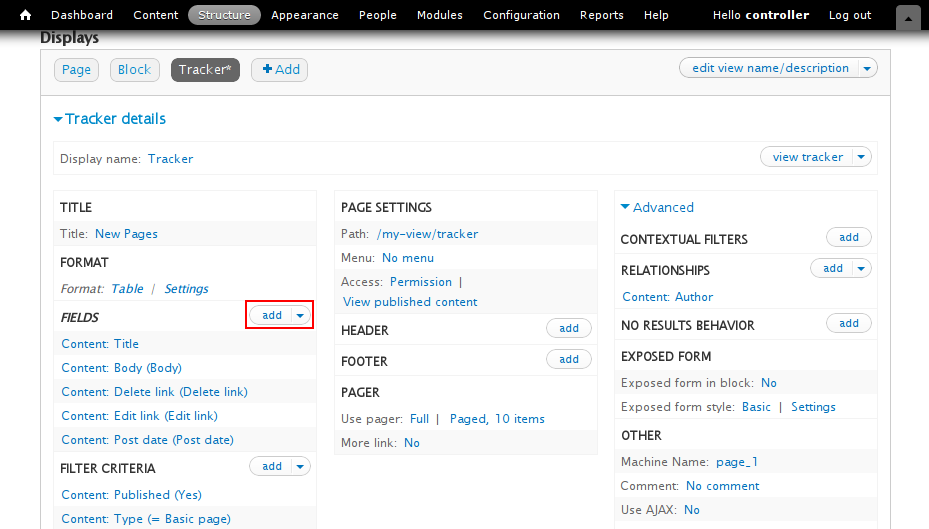 Dashboard Content Structure Appearance People Modules Configuration Reports Help Hello controller Log out
Displays
Page Block Tracker* + Add edit view name/description
Tracker details
Display name: Tracker view tracker
TITLE
Title: New Pages
FORMAT
Format: Table | Settings
FIELDS add
Content: Title
Content: Body (Body)
Content: Delete link (Delete link)
Content: Edit link (Edit link)
Content: Post date (Post date)
FILTER CRITERIA add
Content: Published (Yes)
Content: Type (= Basic page)
PAGE SETTINGS
Path: /my-view/tracker
Menu: No menu
Access: Permission |
View published content
HEADER add
FOOTER add
PAGER
Use pager: Full | Paged, 10 items
More link: No
Advanced
CONTEXTUAL FILTERS add
RELATIONSHIPS add
Content: Author
NO RESULTS BEHAVIOR add
EXPOSED FORM
Exposed form in block: No
Exposed form style: Basic | Settings
OTHER
Machine Name: page_1
Comment: No comment
Use AJAX: No